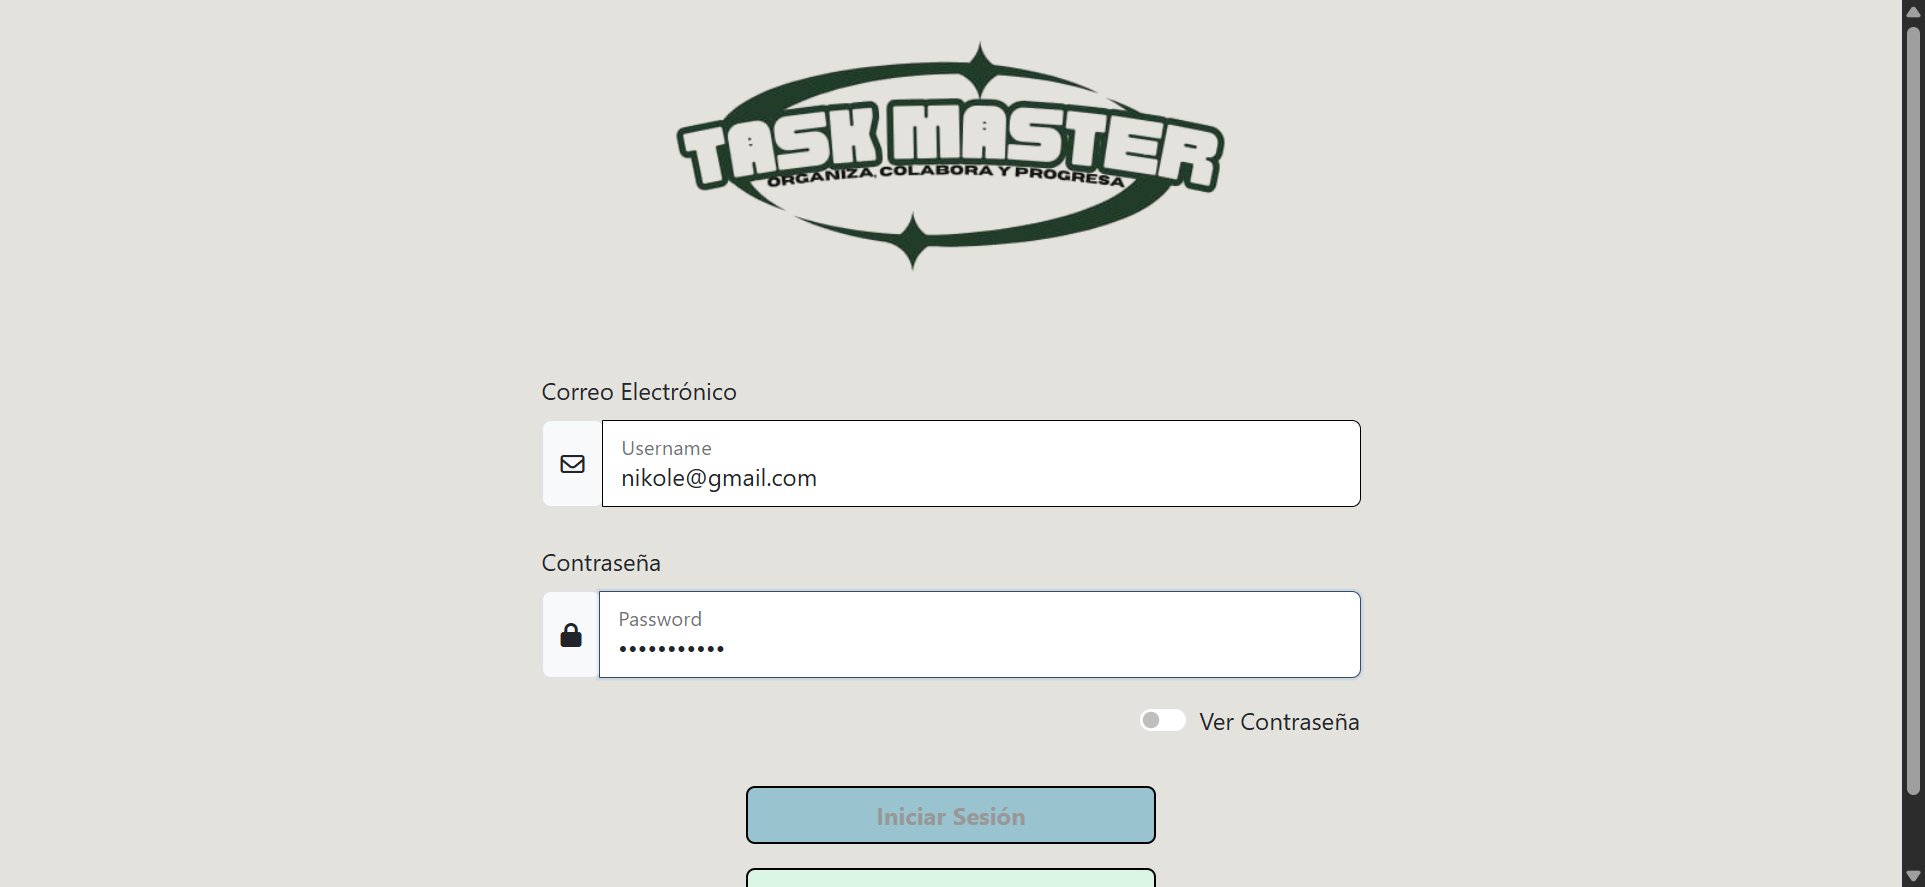 TASK MASTER
ORGANIZA, COLABORA Y PROGRESA
Correo Electrónico
Username
nikole@gmail.com
Contraseña
Password
•••••••••••
Ver Contraseña
Iniciar Sesión